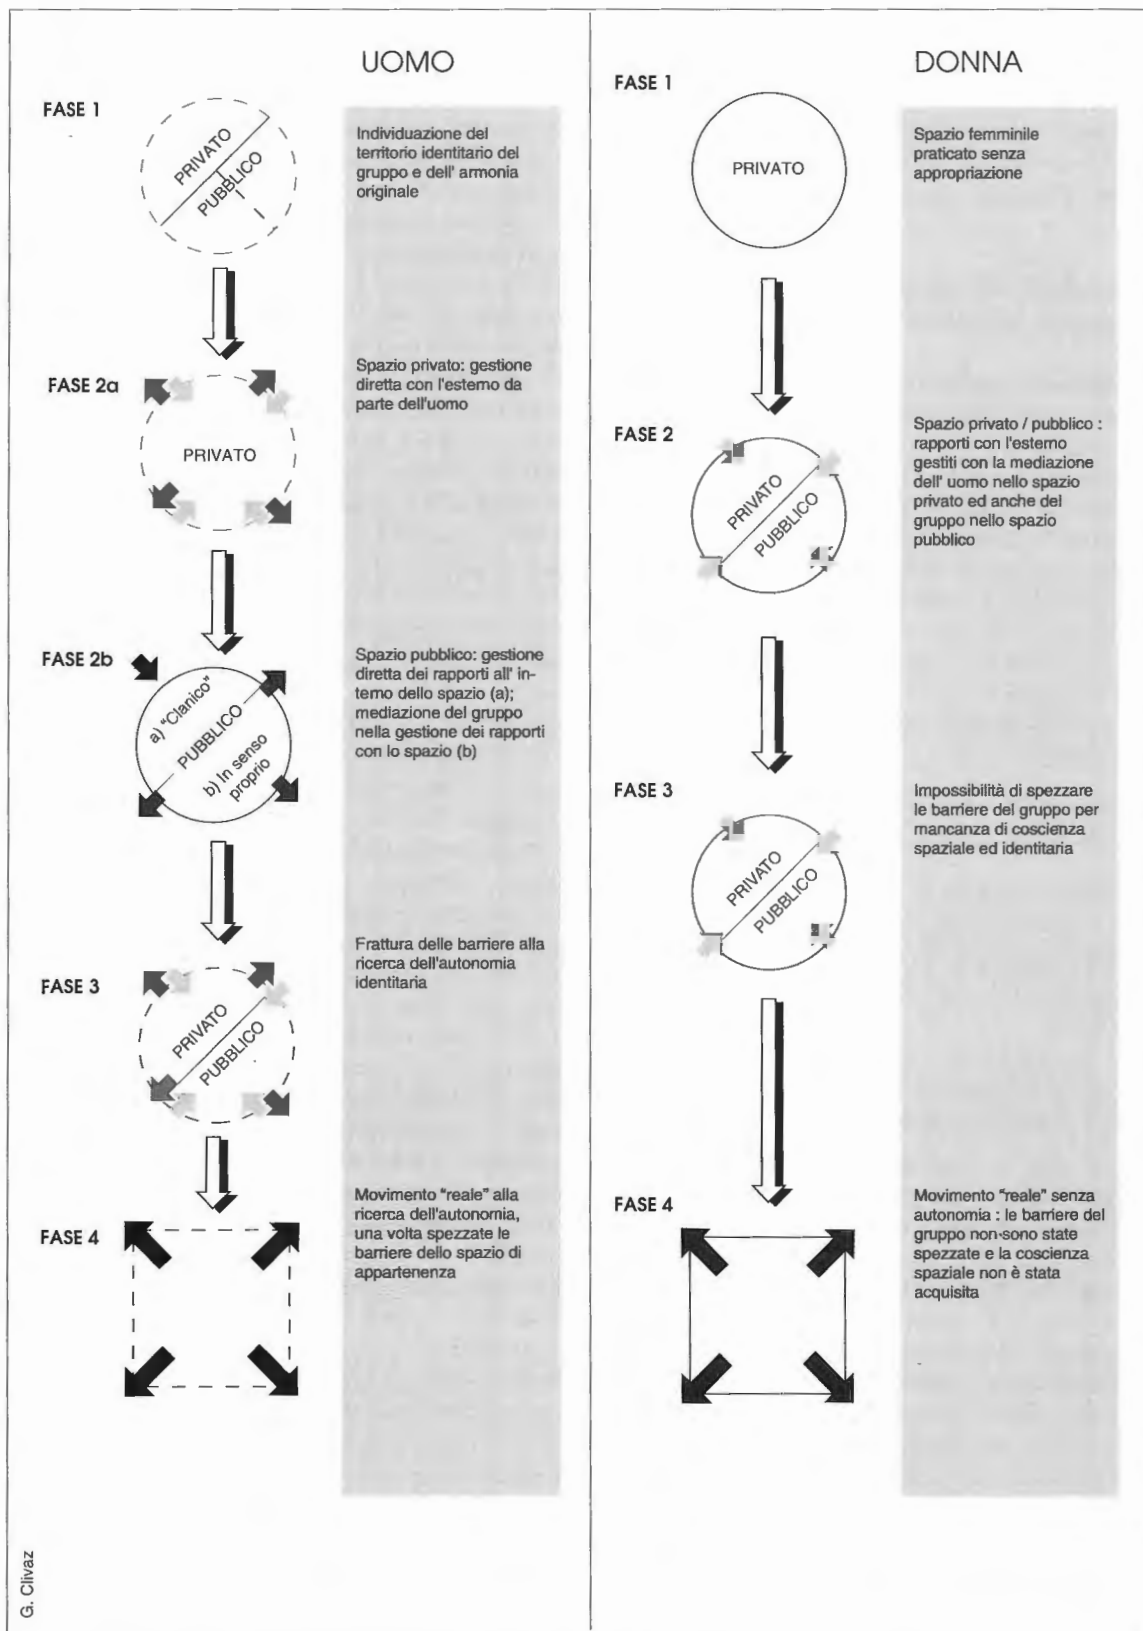 UOMO
FASE 1
PRIVATO
PUBBLICO
Individuazione del
territorio identitario del
gruppo e dell' armonia
originale
FASE 2a
PRIVATO
Spazio privato: gestione
diretta con l'esterno da
parte dell'uomo
FASE 2b
a) "Clanico"
PUBBLICO
b) In senso
proprio
Spazio pubblico: gestione
diretta dei rapporti all' in-
terno dello spazio (a);
mediazione del gruppo
nella gestione dei rapporti
con lo spazio (b)
FASE 3
PRIVATO
PUBBLICO
Frattura delle barriere alla
ricerca dell'autonomia
identitaria
FASE 4
Movimento "reale" alla
ricerca dell'autonomia,
una volta spezzate le
barriere dello spazio di
appartenenza
DONNA
FASE 1
PRIVATO
Spazio femminile
praticato senza
appropriazione
FASE 2
PRIVATO
PUBBLICO
Spazio privato / pubblico :
rapporti con l'esterno
gestiti con la mediazione
dell' uomo nello spazio
privato ed anche del
gruppo nello spazio
pubblico
FASE 3
PRIVATO
PUBBLICO
Impossibilità di spezzare
le barriere del gruppo per
mancanza di coscienza
spaziale ed identitaria
FASE 4
Movimento "reale" senza
autonomia : le barriere del
gruppo non-sono state
spezzate e la coscienza
spaziale non è stata
acquisita
G. Clivaz